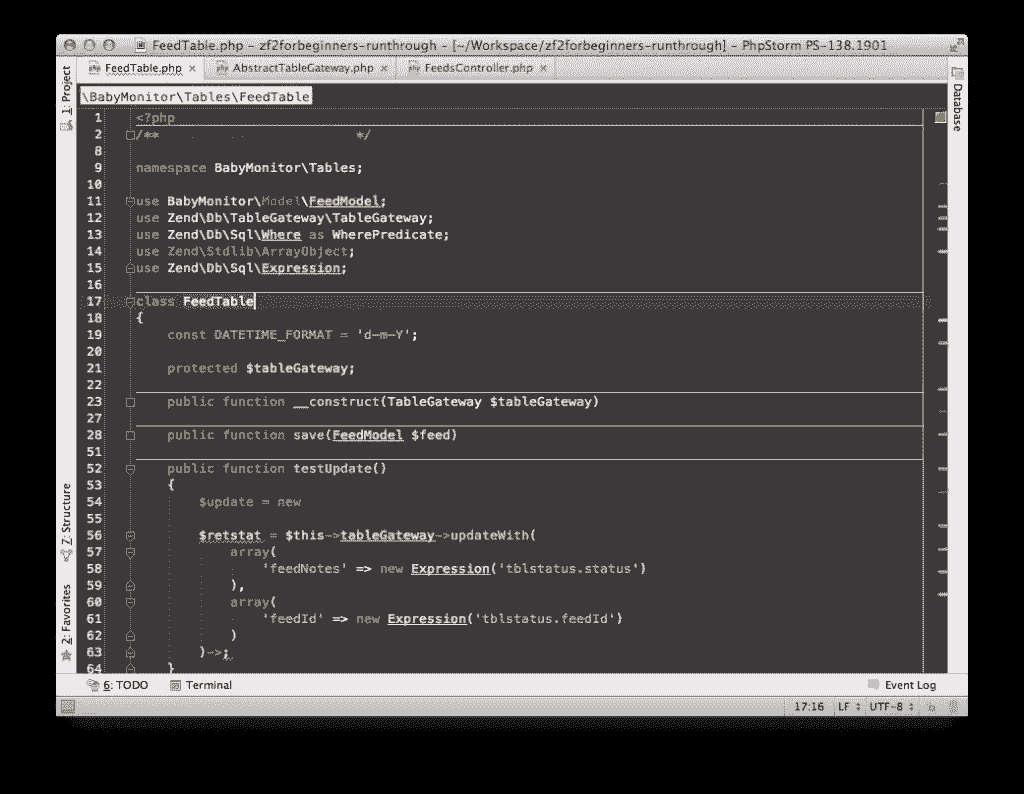 FeedTable.php - zf2forbeginners-runthrough - [~/Workspace/zf2forbeginners-runthrough] - PhpStorm PS-138.1901
FeedTable.php × AbstractTableGateway.php × FeedsController.php ×
1: Project
Database
\BabyMonitor\Tables\FeedTable
1 <?php
2 /** */
8
9 namespace BabyMonitor\Tables;
10
11 use BabyMonitor\Model\FeedModel;
12 use Zend\Db\TableGateway\TableGateway;
13 use Zend\Db\Sql\Where as WherePredicate;
14 use Zend\Stdlib\ArrayObject;
15 use Zend\Db\Sql\Expression;
16
17 class FeedTable
18 {
19 const DATETIME_FORMAT = 'd-m-Y';
20
21 protected $tableGateway;
22
23 public function __construct(TableGateway $tableGateway)
27
28 public function save(FeedModel $feed)
51
52 public function testUpdate()
53 {
54 $update = new
55
56 $retstat = $this->tableGateway->updateWith(
57 array(
58 'feedNotes' => new Expression('tblstatus.status')
59 ),
60 array(
61 'feedId' => new Expression('tblstatus.feedId')
62 )
63 )->;
64 }
7: Structure
2: Favorites
6: TODO Terminal Event Log
17:16 LF UTF-8